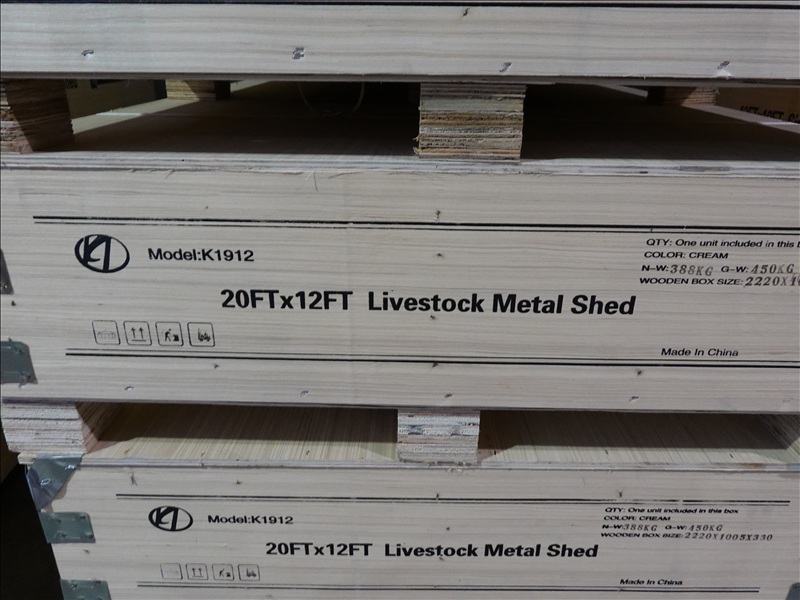 KI
Model:K1912
20FTx12FT Livestock Metal Shed
QTY: One unit included in this
COLOR: CREAM
N-W:388KG G-W:450KG
WOODEN BOX SIZE:2220X10
Made In China
KI
Model:K1912
20FTx12FT Livestock Metal Shed
QTY: One unit included in this box
COLOR: CREAM
N-W:388KG G-W:450KG
WOODEN BOX SIZE:2220X1005X330
Made In China